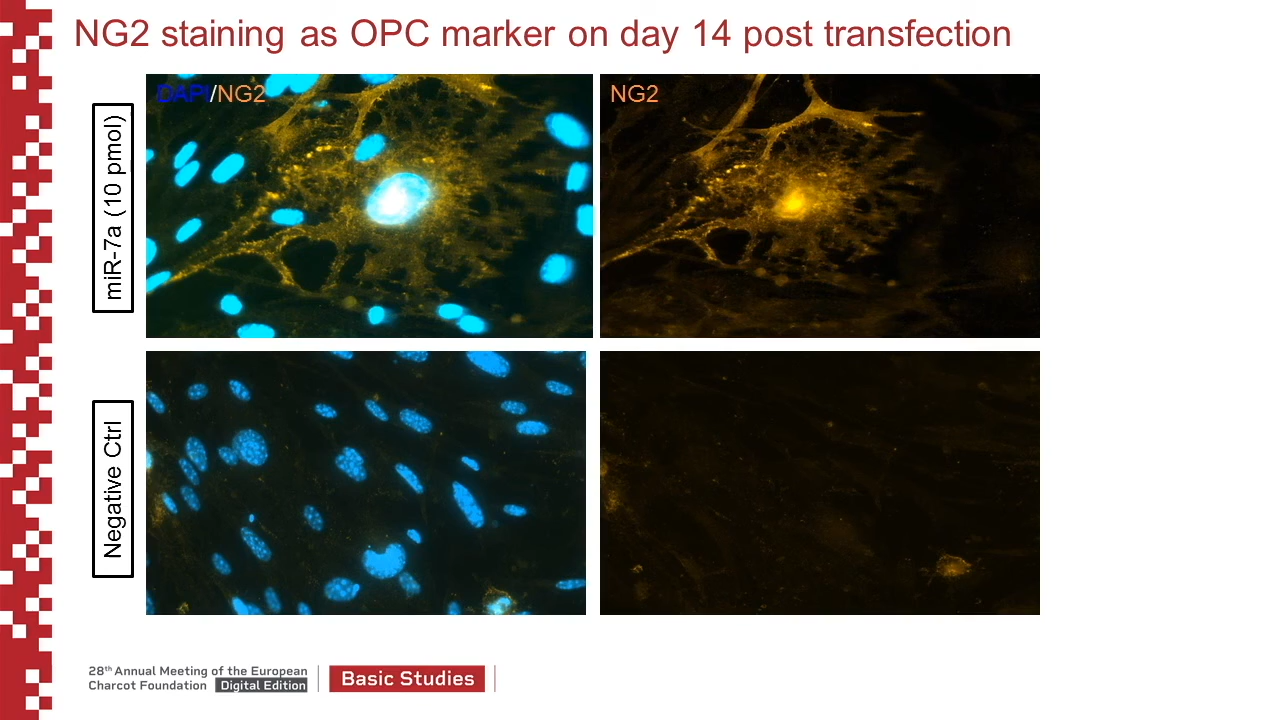 NG2 staining as OPC marker on day 14 post transfection
miR-7a (10 pmol)
DAPI/NG2
NG2
Negative Ctrl
28th Annual Meeting of the European
Charcot Foundation Digital Edition
Basic Studies